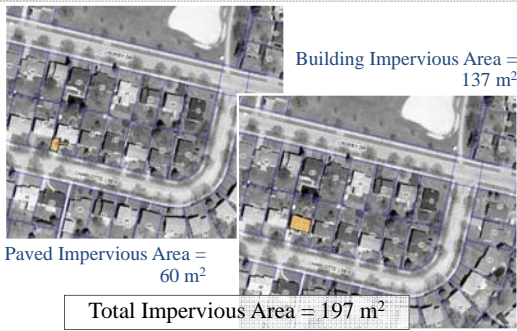 Building Impervious Area =
137 m²
Paved Impervious Area =
60 m²
Total Impervious Area = 197 m²